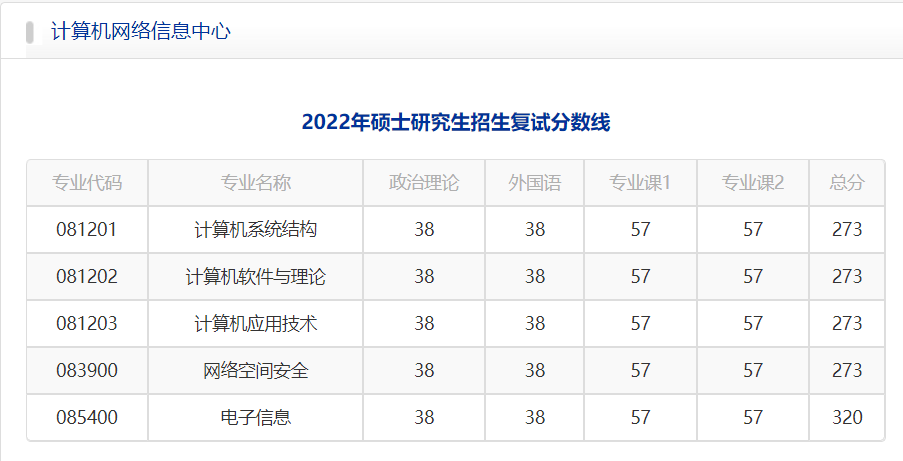 计算机网络信息中心
2022年硕士研究生招生复试分数线
专业代码 专业名称 政治理论 外国语 专业课1 专业课2 总分
081201 计算机系统结构 38 38 57 57 273
081202 计算机软件与理论 38 38 57 57 273
081203 计算机应用技术 38 38 57 57 273
083900 网络空间安全 38 38 57 57 273
085400 电子信息 38 38 57 57 320